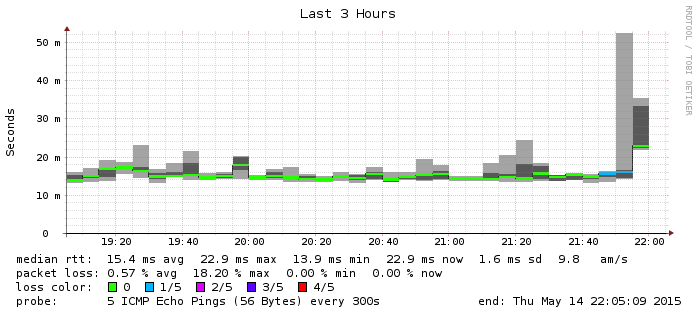 Last 3 Hours
RRDTOOL / TOBI OETIKER
Seconds
50 m
40 m
30 m
20 m
10 m
0
19:20 19:40 20:00 20:20 20:40 21:00 21:20 21:40 22:00
median rtt: 15.4 ms avg 22.9 ms max 13.9 ms min 22.9 ms now 1.6 ms sd 9.8 am/s
packet loss: 0.57 % avg 18.20 % max 0.00 % min 0.00 % now
loss color: 0 1/5 2/5 3/5 4/5
probe: 5 ICMP Echo Pings (56 Bytes) every 300s end: Thu May 14 22:05:09 2015